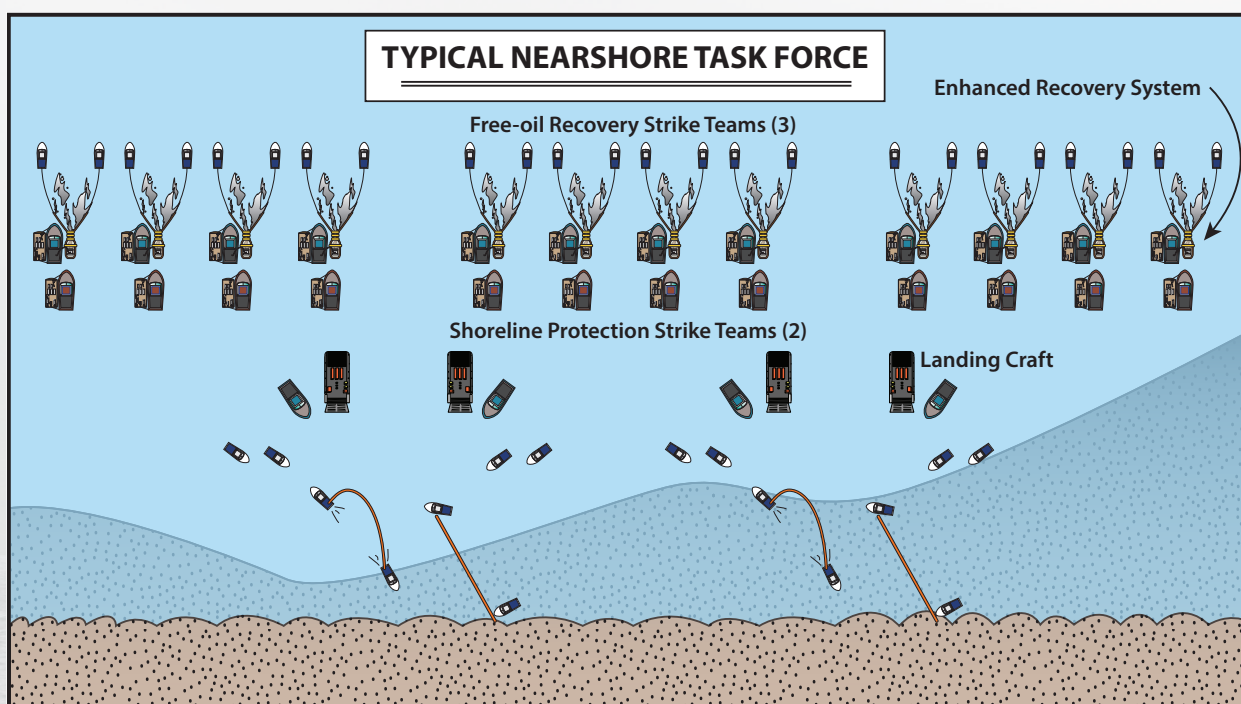 TYPICAL NEARSHORE TASK FORCE
Enhanced Recovery System
Free-oil Recovery Strike Teams (3)
Shoreline Protection Strike Teams (2)
Landing Craft